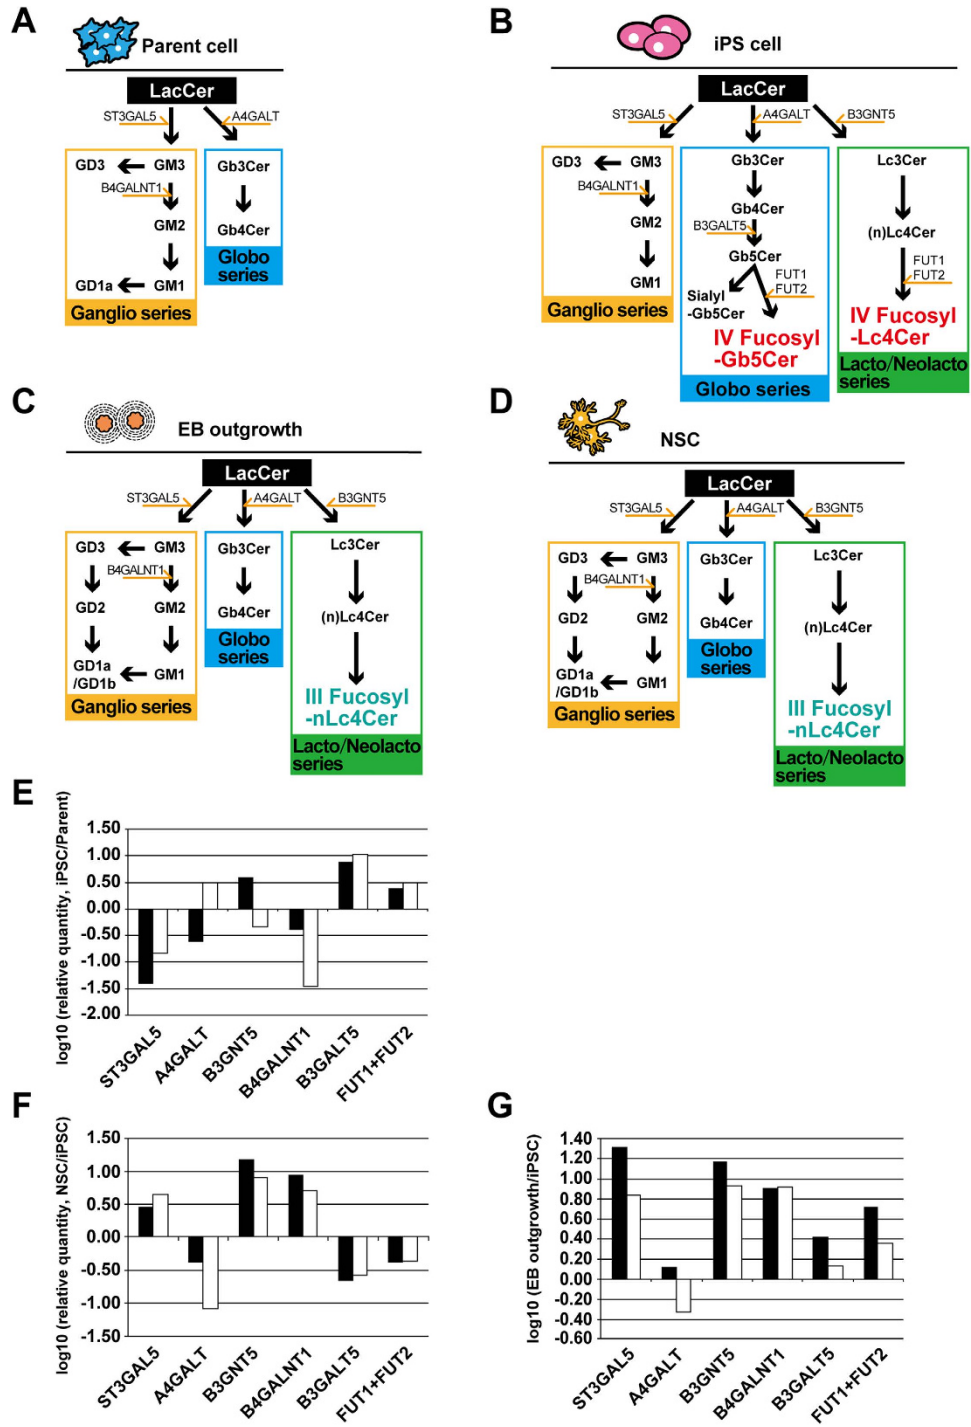 A
Parent cell
LacCer
ST3GAL5
A4GALT
GD3
GM3
B4GALNT1
GM2
GD1a
GM1
Ganglio series
Gb3Cer
Gb4Cer
Globo
series
B
iPS cell
LacCer
ST3GAL5
A4GALT
B3GNT5
GD3
GM3
B4GALNT1
GM2
GM1
Ganglio series
Gb3Cer
Gb4Cer
B3GALT5
Gb5Cer
FUT1
FUT2
Sialyl
-Gb5Cer
IV Fucosyl
-Gb5Cer
Globo series
Lc3Cer
(n)Lc4Cer
FUT1
FUT2
IV Fucosyl
-Lc4Cer
Lacto/Neolacto
series
C
EB outgrowth
LacCer
ST3GAL5
A4GALT
B3GNT5
GD3
GM3
B4GALNT1
GD2
GM2
GD1a
/GD1b
GM1
Ganglio series
Gb3Cer
Gb4Cer
Globo
series
Lc3Cer
(n)Lc4Cer
III Fucosyl
-nLc4Cer
Lacto/Neolacto
series
D
NSC
LacCer
ST3GAL5
A4GALT
B3GNT5
GD3
GM3
B4GALNT1
GD2
GM2
GD1a
/GD1b
GM1
Ganglio series
Gb3Cer
Gb4Cer
Globo
series
Lc3Cer
(n)Lc4Cer
III Fucosyl
-nLc4Cer
Lacto/Neolacto
series
E
log10 (relative quantity, iPSC/Parent)
1.50
1.00
0.50
0.00
-0.50
-1.00
-1.50
-2.00
ST3GAL5
A4GALT
B3GNT5
B4GALNT1
B3GALT5
FUT1+FUT2
F
log10 (relative quantity, NSC/iPSC)
1.50
1.00
0.50
0.00
-0.50
-1.00
-1.50
ST3GAL5
A4GALT
B3GNT5
B4GALNT1
B3GALT5
FUT1+FUT2
G
log10 (EB outgrowth/iPSC)
1.40
1.20
1.00
0.80
0.60
0.40
0.20
0.00
-0.20
-0.40
-0.60
ST3GAL5
A4GALT
B3GNT5
B4GALNT1
B3GALT5
FUT1+FUT2